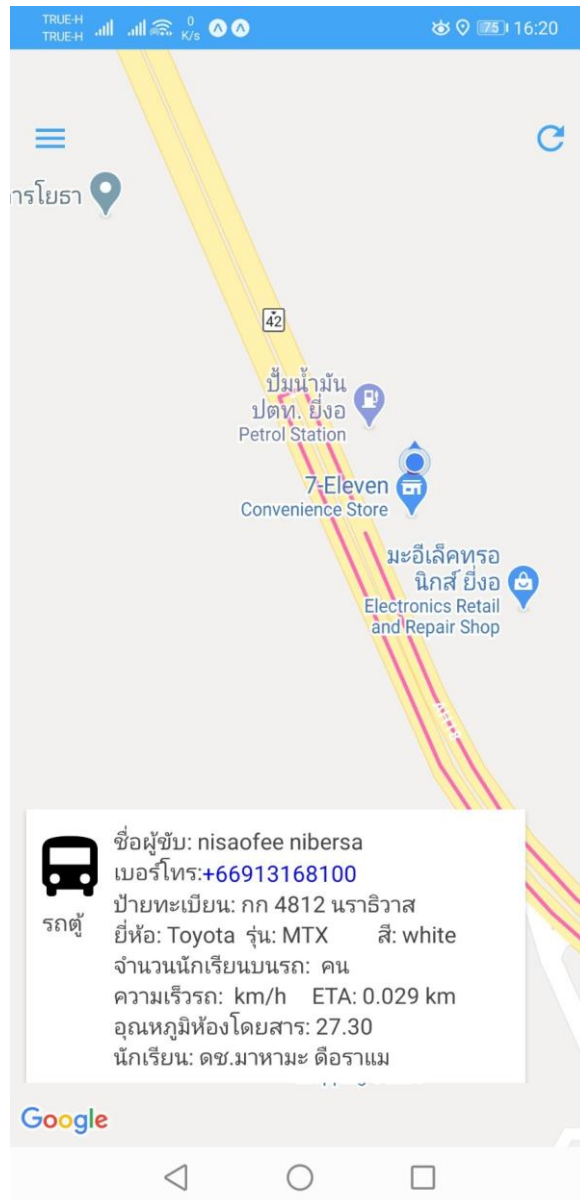 TRUE-H
TRUE-H
0
K/s
75
16:20
ารโยธา
42
ปั๊มน้ำมัน
ปตท. ยี่งอ
Petrol Station
7-Eleven
Convenience Store
มะอีเล็คทรอ
นิกส์ ยี่งอ
Electronics Retail
and Repair Shop
ชื่อผู้ขับ: nisaofee nibersa
เบอร์โทร:+66913168100
ป้ายทะเบียน: กก 4812 นราธิวาส
รถตู้
ยี่ห้อ: Toyota รุ่น: MTX สี: white
จำนวนนักเรียนบนรถ: คน
ความเร็วรถ: km/h ETA: 0.029 km
อุณหภูมิห้องโดยสาร: 27.30
นักเรียน: ดช.มาหามะ ดือราแม
Google